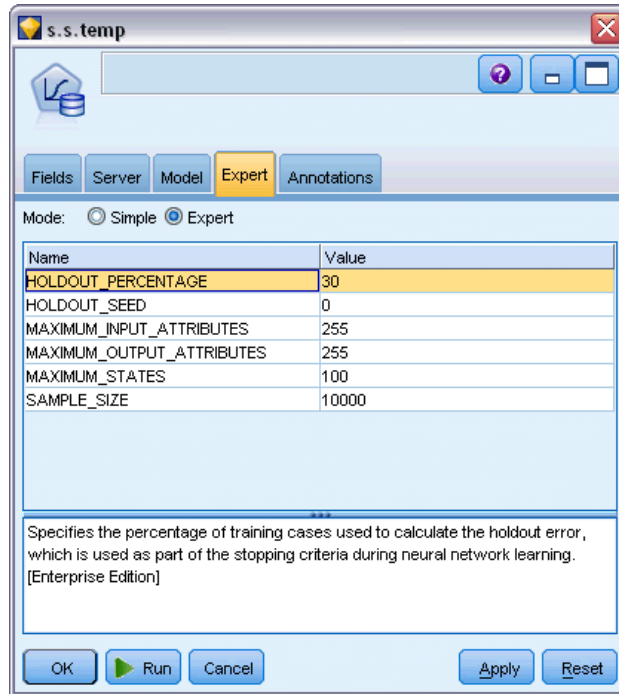 s.s.temp
Fields Server Model Expert Annotations
Mode: Simple Expert
Name Value
HOLDOUT_PERCENTAGE 30
HOLDOUT_SEED 0
MAXIMUM_INPUT_ATTRIBUTES 255
MAXIMUM_OUTPUT_ATTRIBUTES 255
MAXIMUM_STATES 100
SAMPLE_SIZE 10000
Specifies the percentage of training cases used to calculate the holdout error,
which is used as part of the stopping criteria during neural network learning.
[Enterprise Edition]
OK Run Cancel Apply Reset